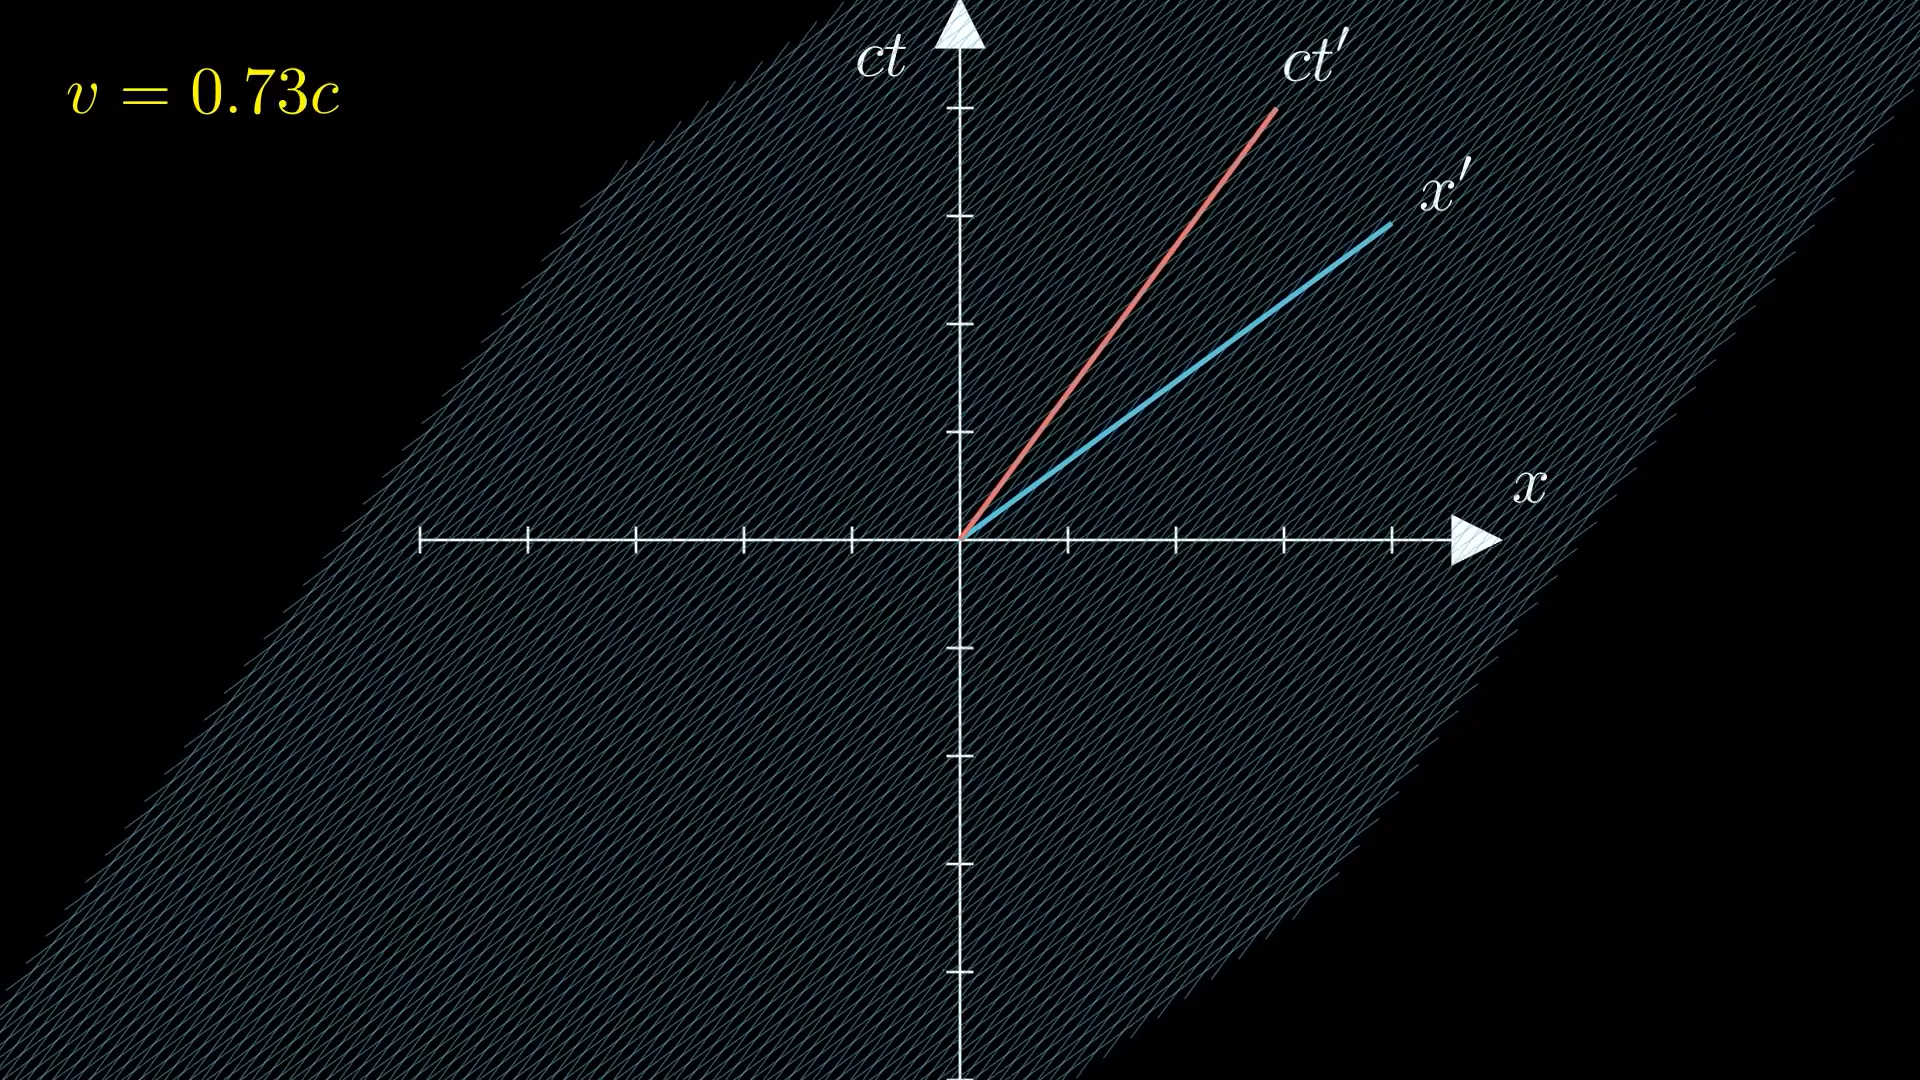 v = 0.73c
ct
ct′
x′
x